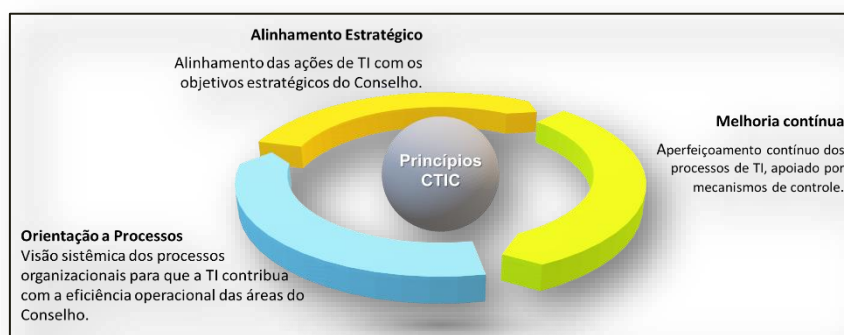 Alinhamento Estratégico
Alinhamento das ações de TI com os
objetivos estratégicos do Conselho.
Melhoria contínua
Aperfeiçoamento contínuo dos
processos de TI, apoiado por
mecanismos de controle.
Princípios
CTIC
Orientação a Processos
Visão sistêmica dos processos
organizacionais para que a TI contribua
com a eficiência operacional das áreas do
Conselho.